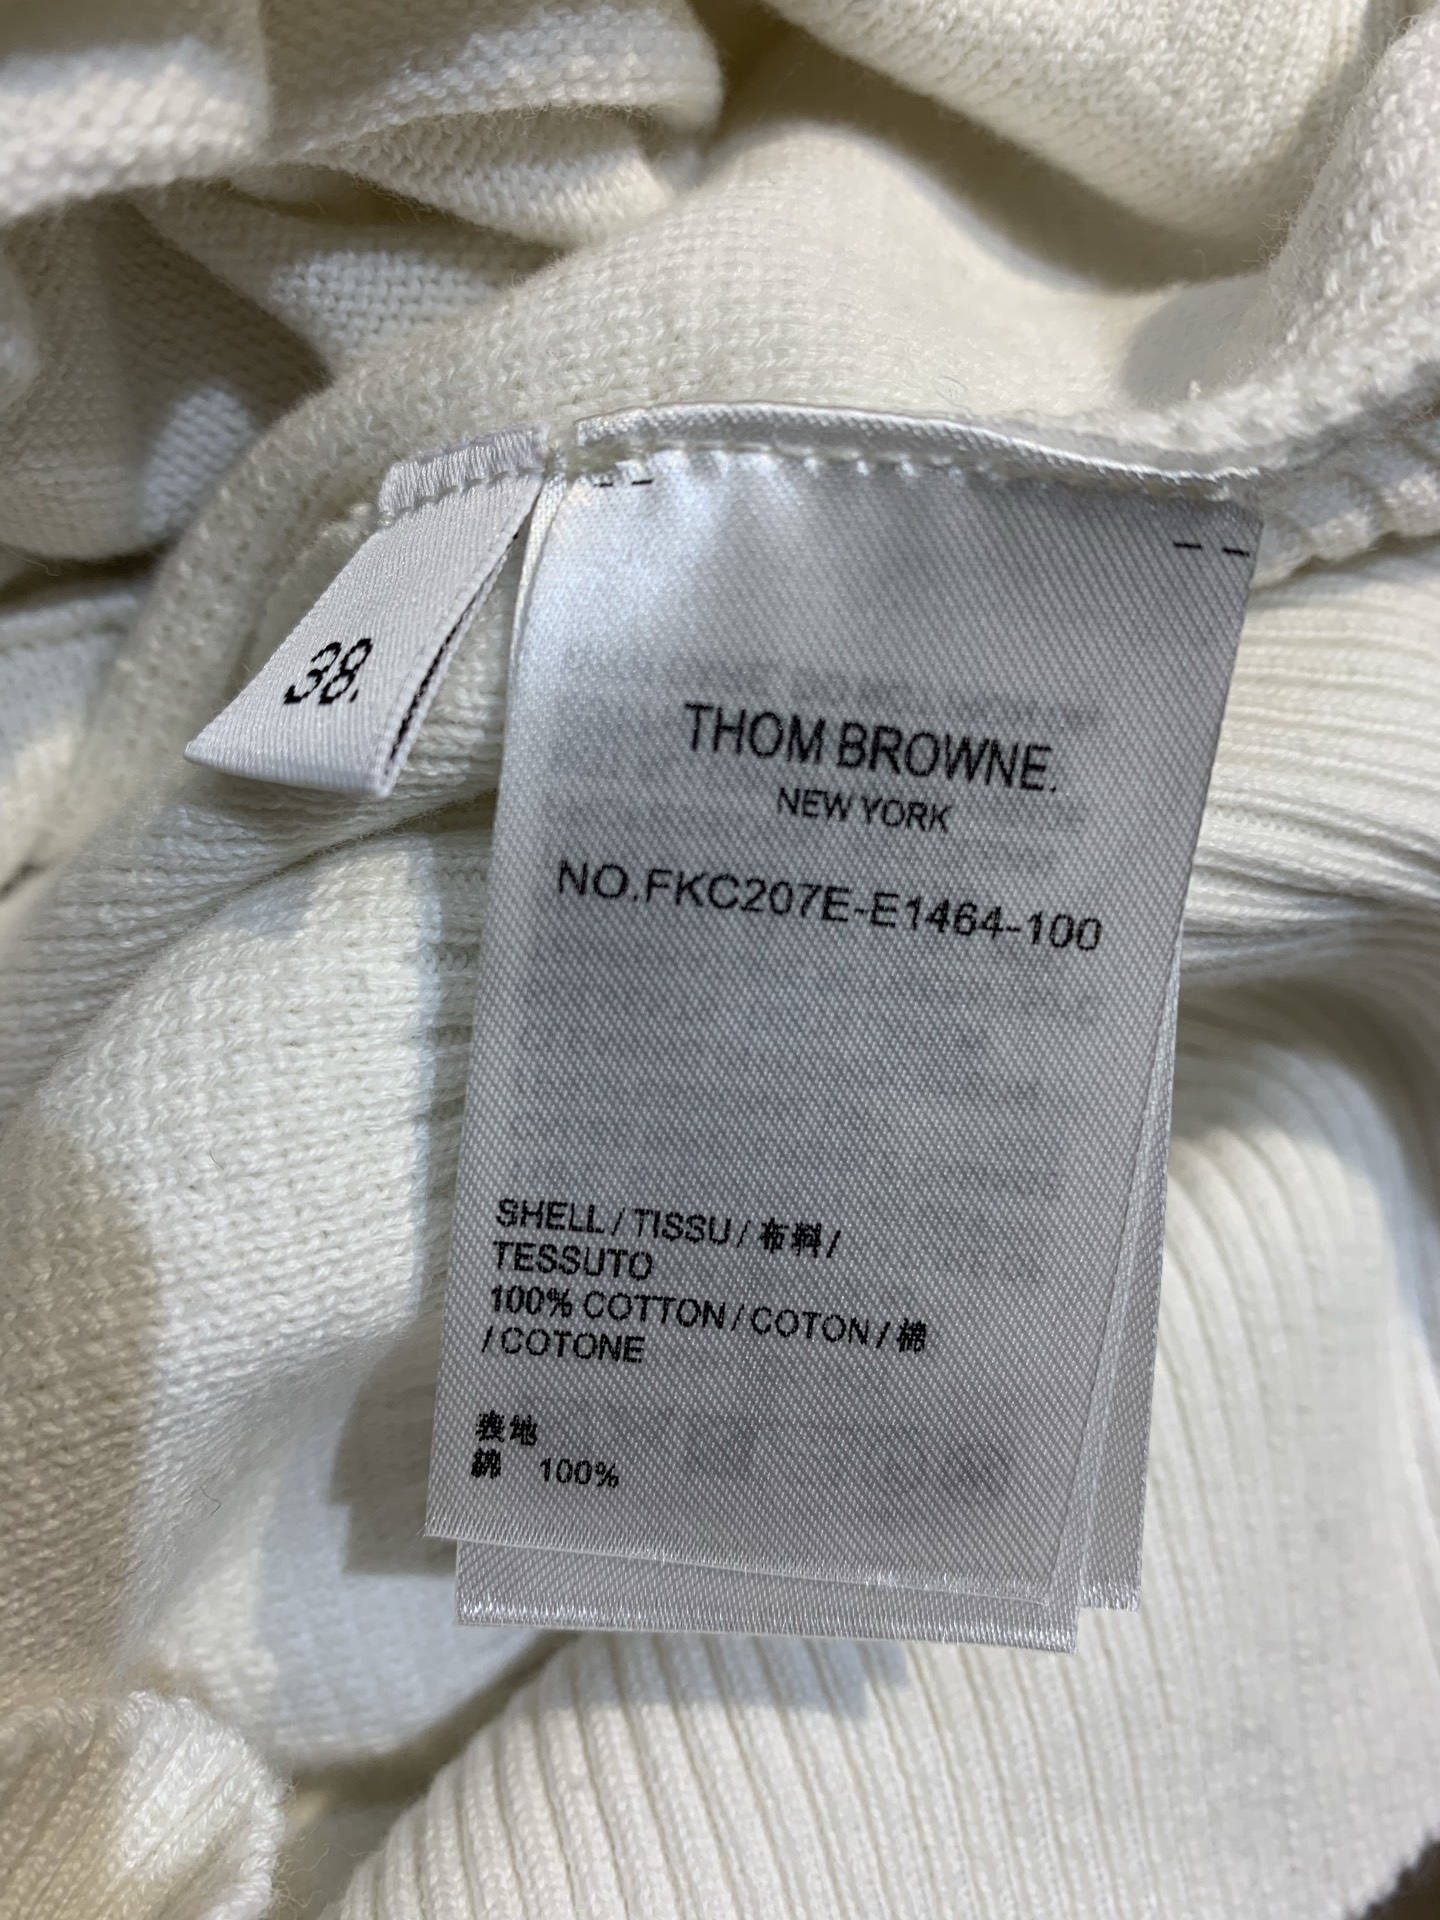 38.
THOM BROWNE.
NEW YORK
NO.FKC207E-E1464-100
SHELL / TISSU / 布料 /
TESSUTO
100% COTTON / COTON / 棉
/ COTONE
表地
綿 100%